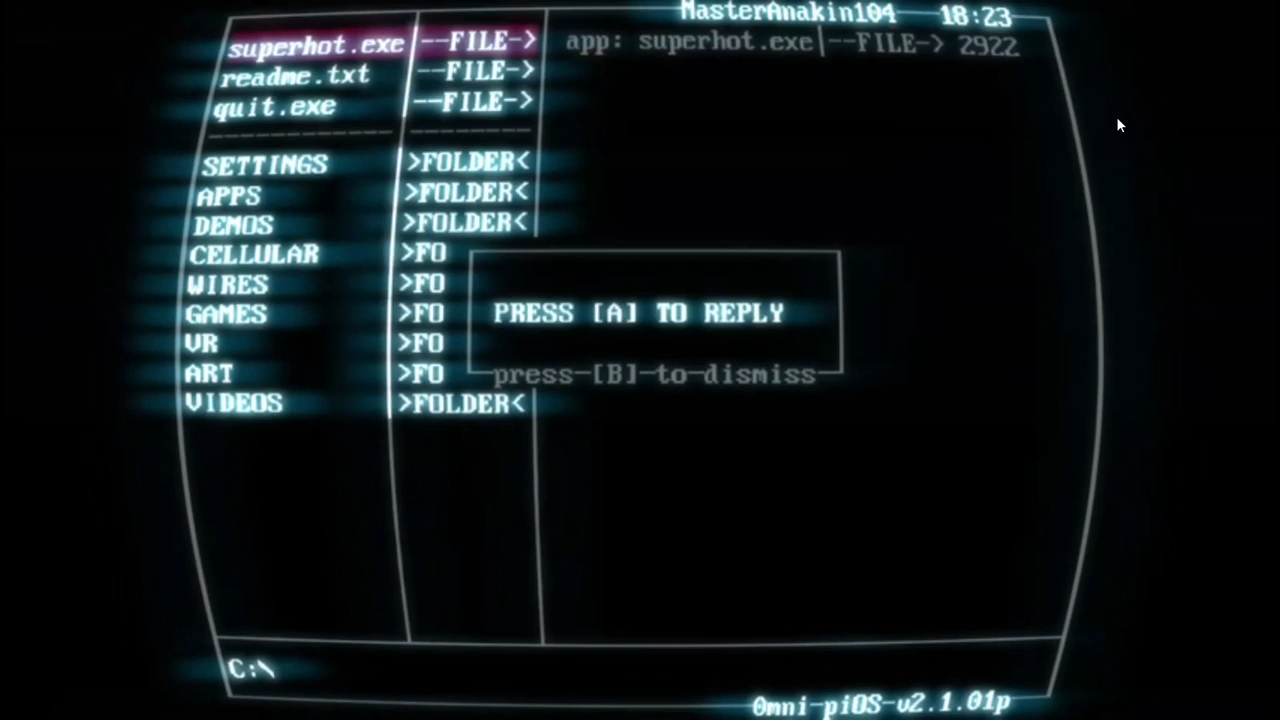 MasterAnakin104 18:23
superhot.exe --FILE-> app: superhot.exe|--FILE-> 2922
readme.txt --FILE->
quit.exe --FILE->
SETTINGS >FOLDER<
APPS >FOLDER<
DEMOS >FOLDER<
CELLULAR >FO
WIRES >FO
GAMES >FO
VR >FO
ART >FO
VIDEOS >FOLDER<
PRESS [A] TO REPLY
press-[B]-to-dismiss
C:\
Omni-piOS-v2.1.01p